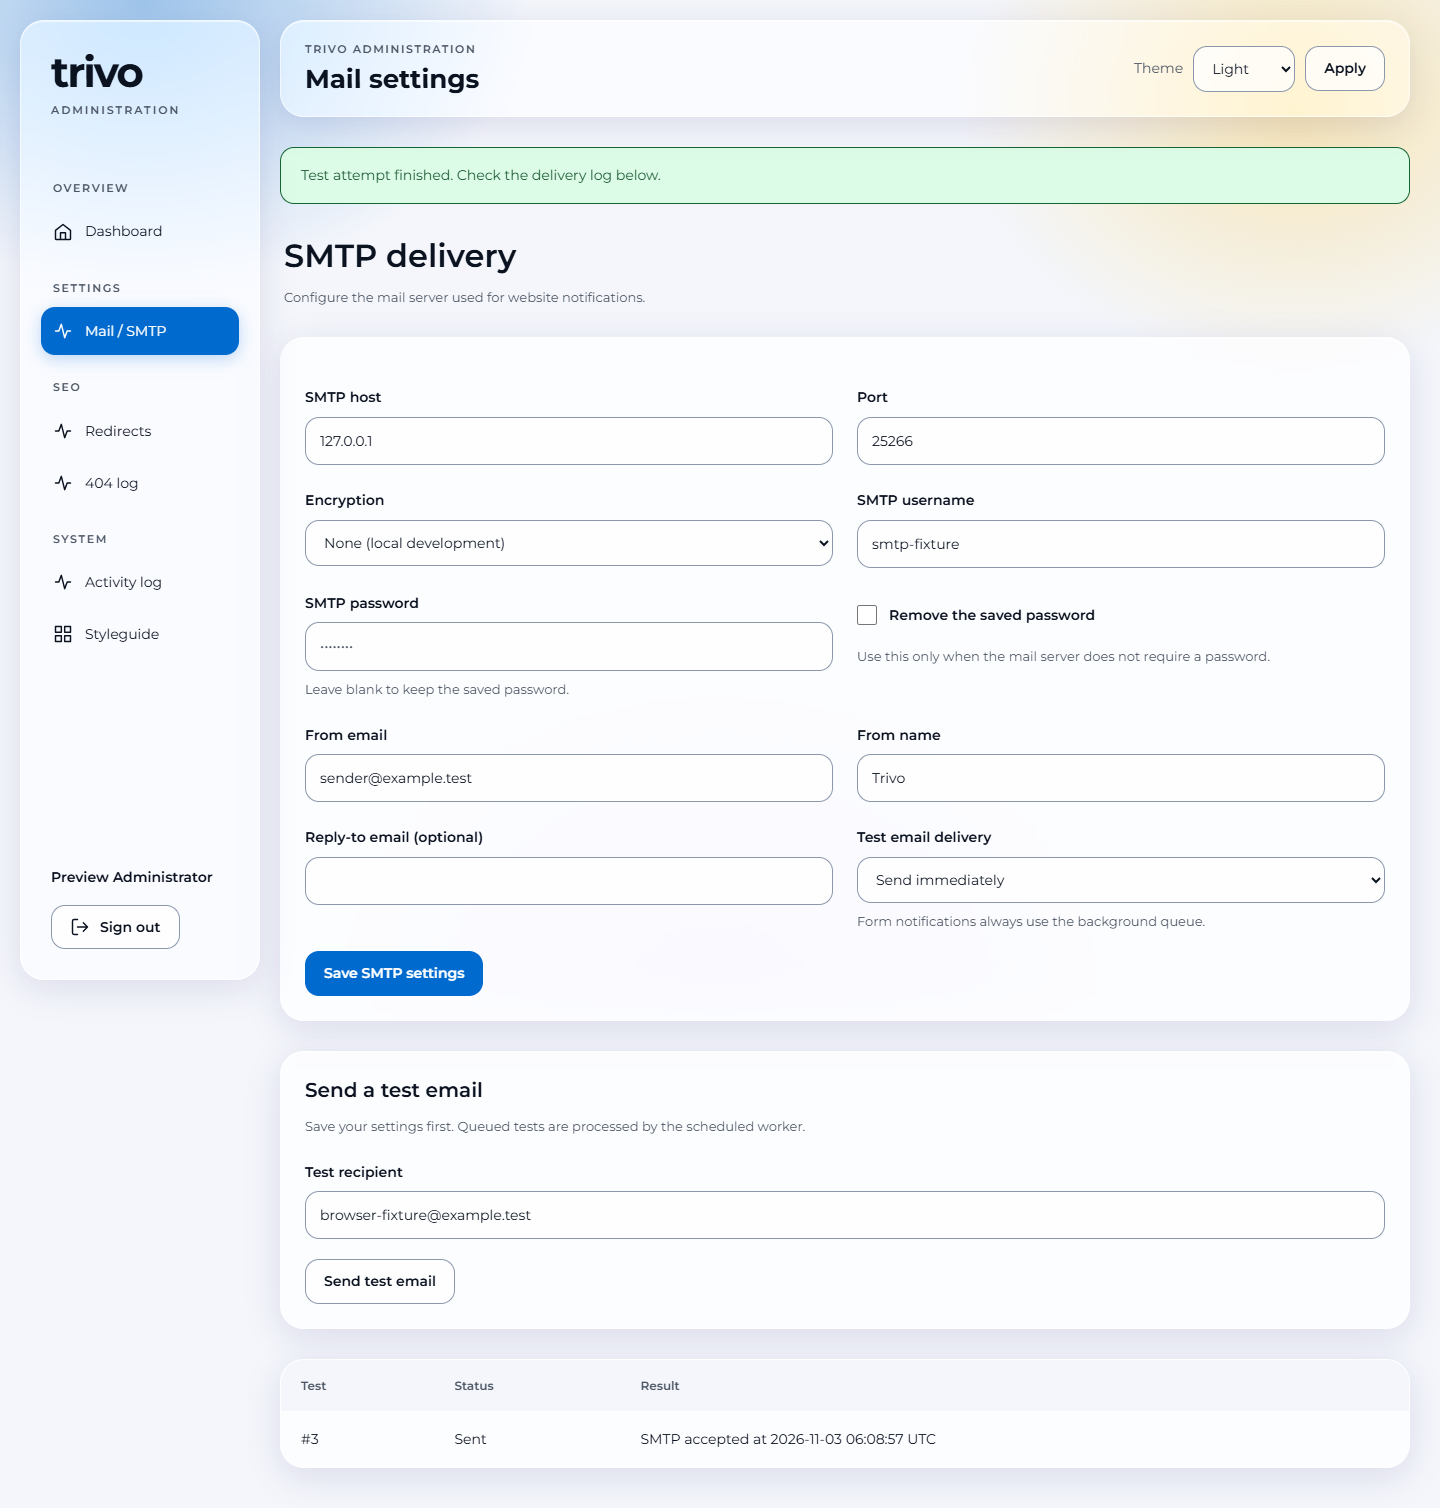 trivo
ADMINISTRATION
OVERVIEW
Dashboard
SETTINGS
Mail / SMTP
SEO
Redirects
404 log
SYSTEM
Activity log
Styleguide
Preview Administrator
Sign out
TRIVO ADMINISTRATION
Mail settings
Theme
Light
Apply
Test attempt finished. Check the delivery log below.
SMTP delivery
Configure the mail server used for website notifications.
SMTP host
127.0.0.1
Port
25266
Encryption
None (local development)
SMTP username
smtp-fixture
SMTP password
........
Leave blank to keep the saved password.
Remove the saved password
Use this only when the mail server does not require a password.
From email
sender@example.test
From name
Trivo
Reply-to email (optional)
Test email delivery
Send immediately
Form notifications always use the background queue.
Save SMTP settings
Send a test email
Save your settings first. Queued tests are processed by the scheduled worker.
Test recipient
browser-fixture@example.test
Send test email
Test Status Result
#3 Sent SMTP accepted at 2026-11-03 06:08:57 UTC